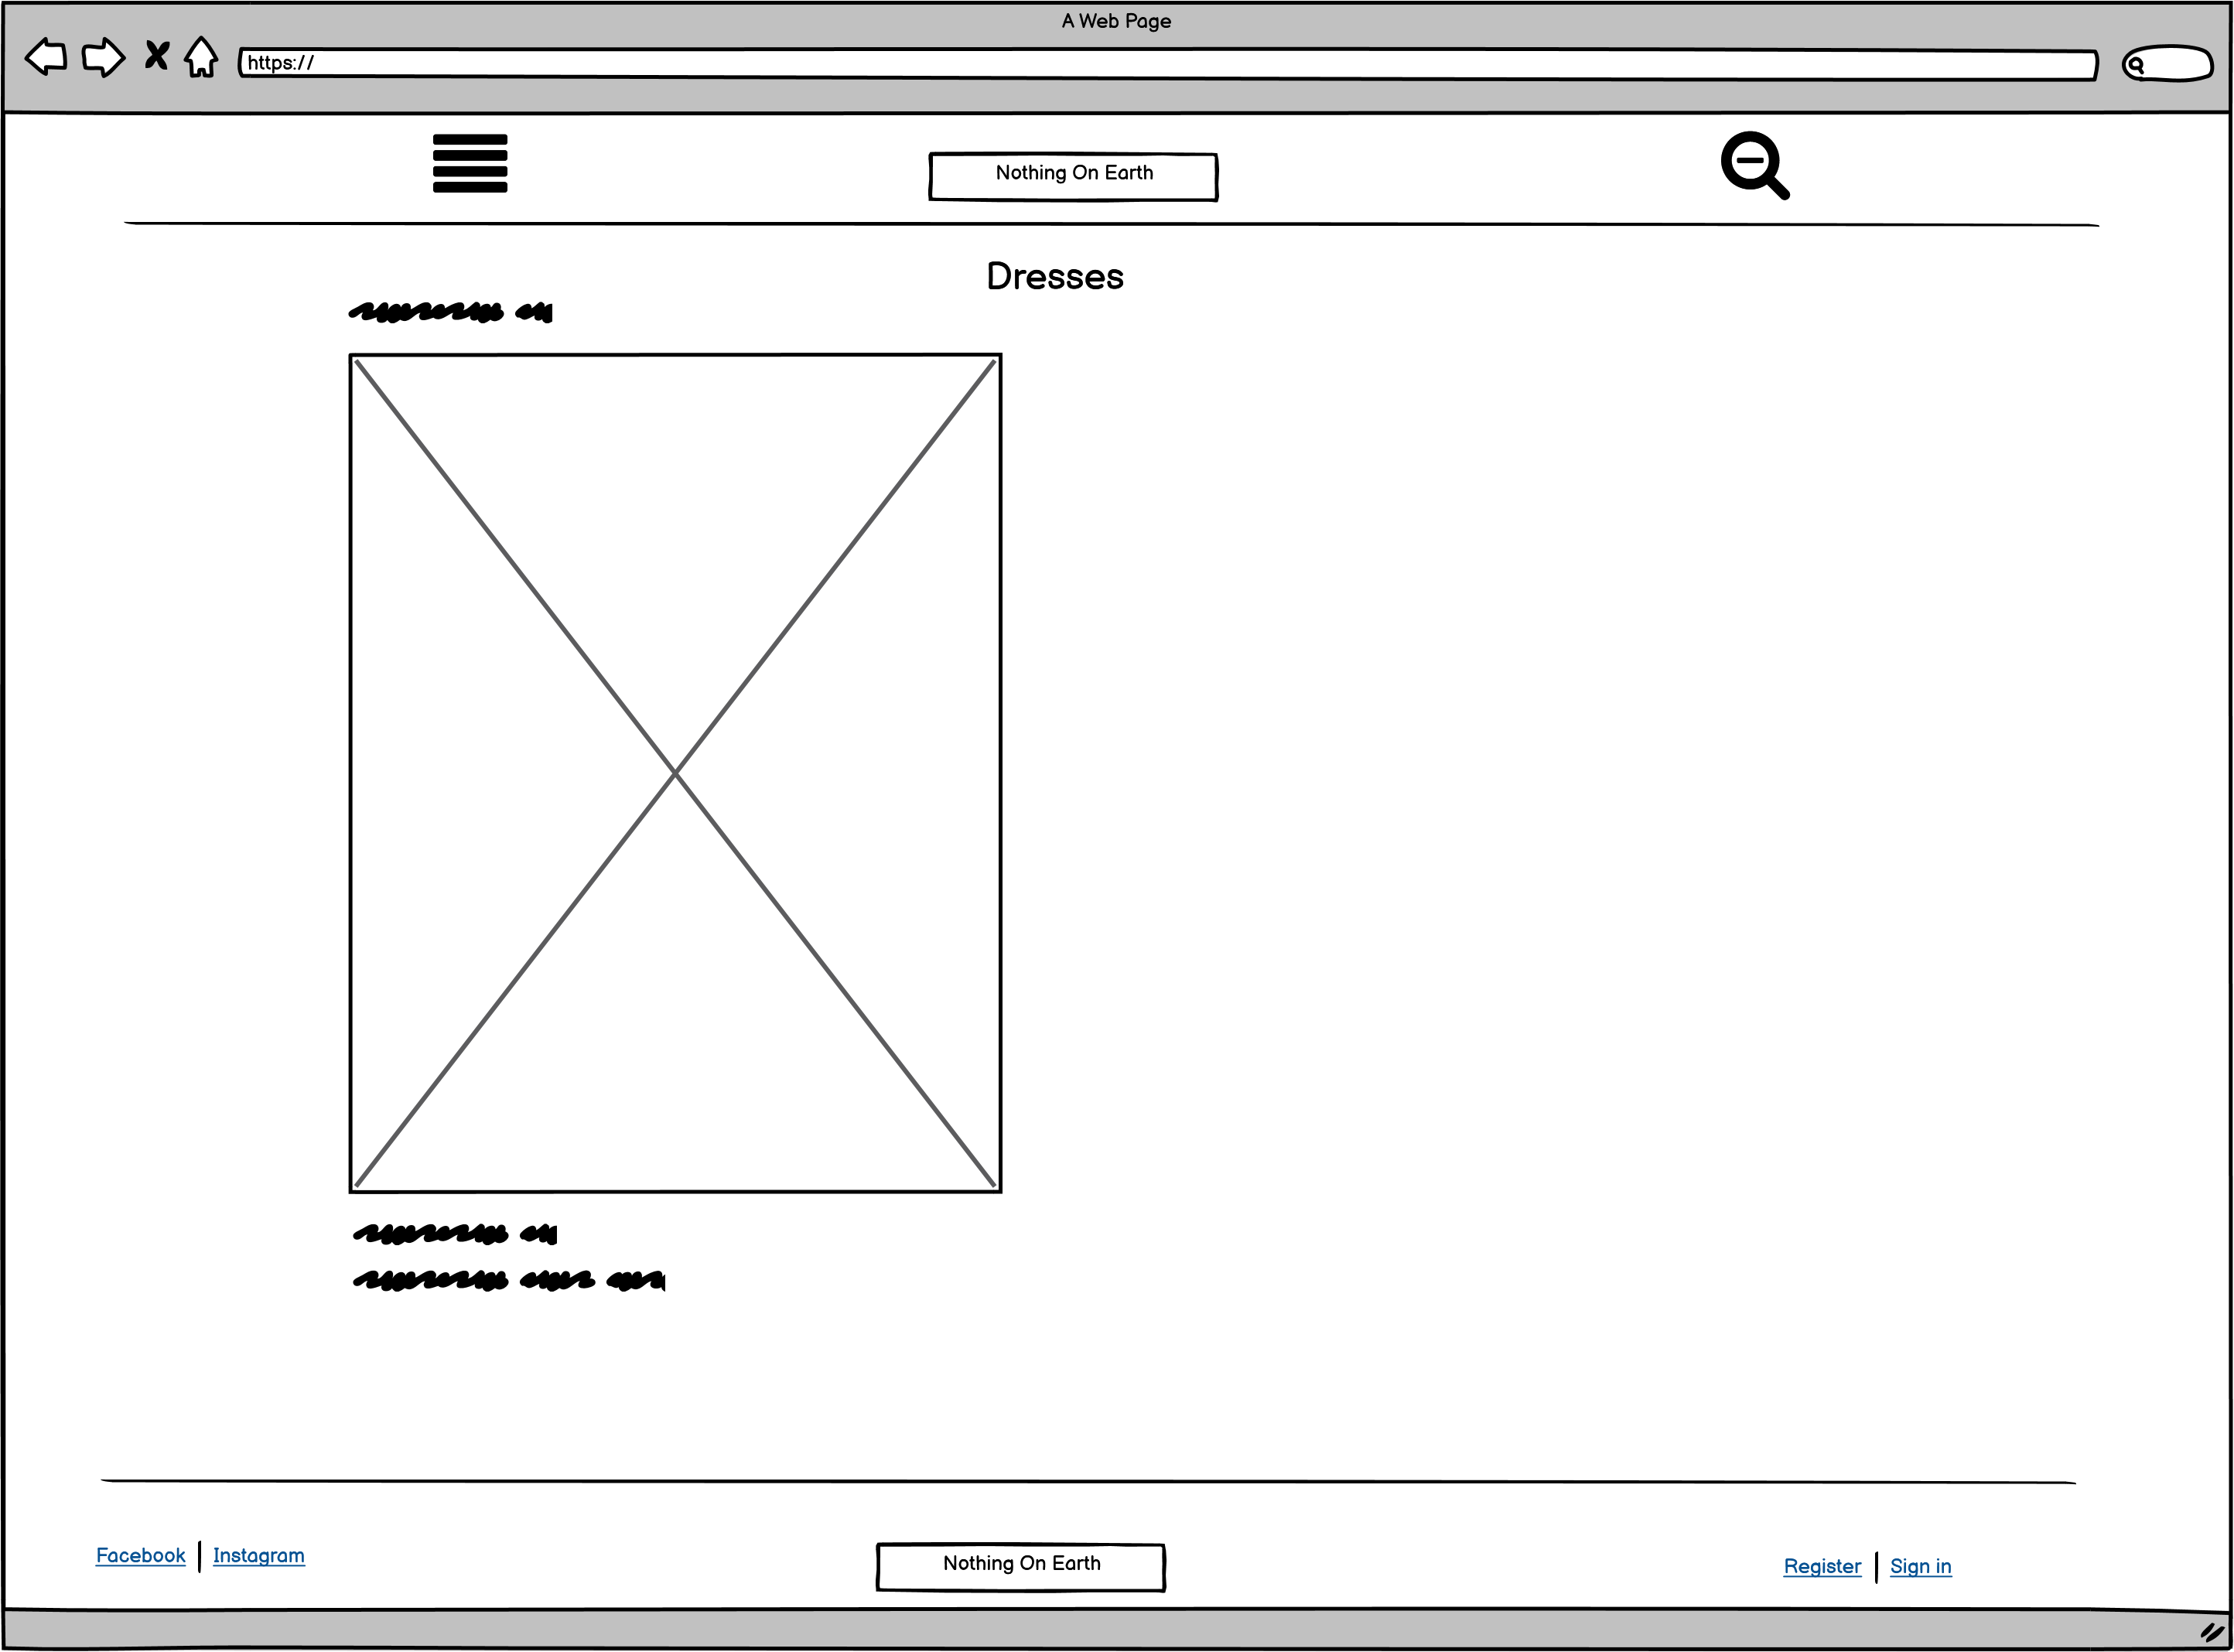 A Web Page
https://
Nothing On Earth
Dresses
Facebook | Instagram
Nothing On Earth
Register | Sign in